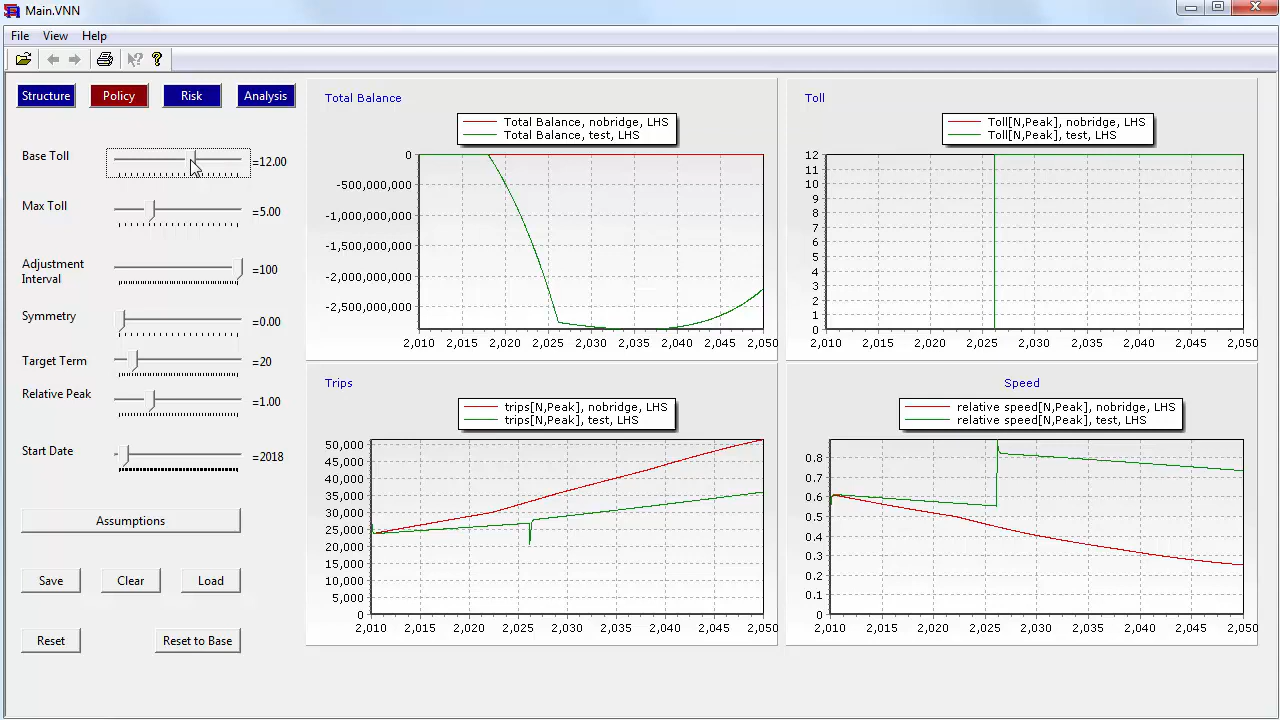 Main.VNN
File View Help
Structure Policy Risk Analysis
Base Toll =12.00
Max Toll =5.00
Adjustment
Interval =100
Symmetry =0.00
Target Term =20
Relative Peak =1.00
Start Date =2018
Assumptions
Save Clear Load
Reset Reset to Base
Total Balance
Total Balance, nobridge, LHS
Total Balance, test, LHS
0
-500,000,000
-1,000,000,000
-1,500,000,000
-2,000,000,000
-2,500,000,000
2,010 2,015 2,020 2,025 2,030 2,035 2,040 2,045 2,050
Toll
Toll[N,Peak], nobridge, LHS
Toll[N,Peak], test, LHS
12
11
10
9
8
7
6
5
4
3
2
1
0
2,010 2,015 2,020 2,025 2,030 2,035 2,040 2,045 2,050
Trips
trips[N,Peak], nobridge, LHS
trips[N,Peak], test, LHS
50,000
45,000
40,000
35,000
30,000
25,000
20,000
15,000
10,000
5,000
0
2,010 2,015 2,020 2,025 2,030 2,035 2,040 2,045 2,050
Speed
relative speed[N,Peak], nobridge, LHS
relative speed[N,Peak], test, LHS
0.8
0.7
0.6
0.5
0.4
0.3
0.2
0.1
0
2,010 2,015 2,020 2,025 2,030 2,035 2,040 2,045 2,050